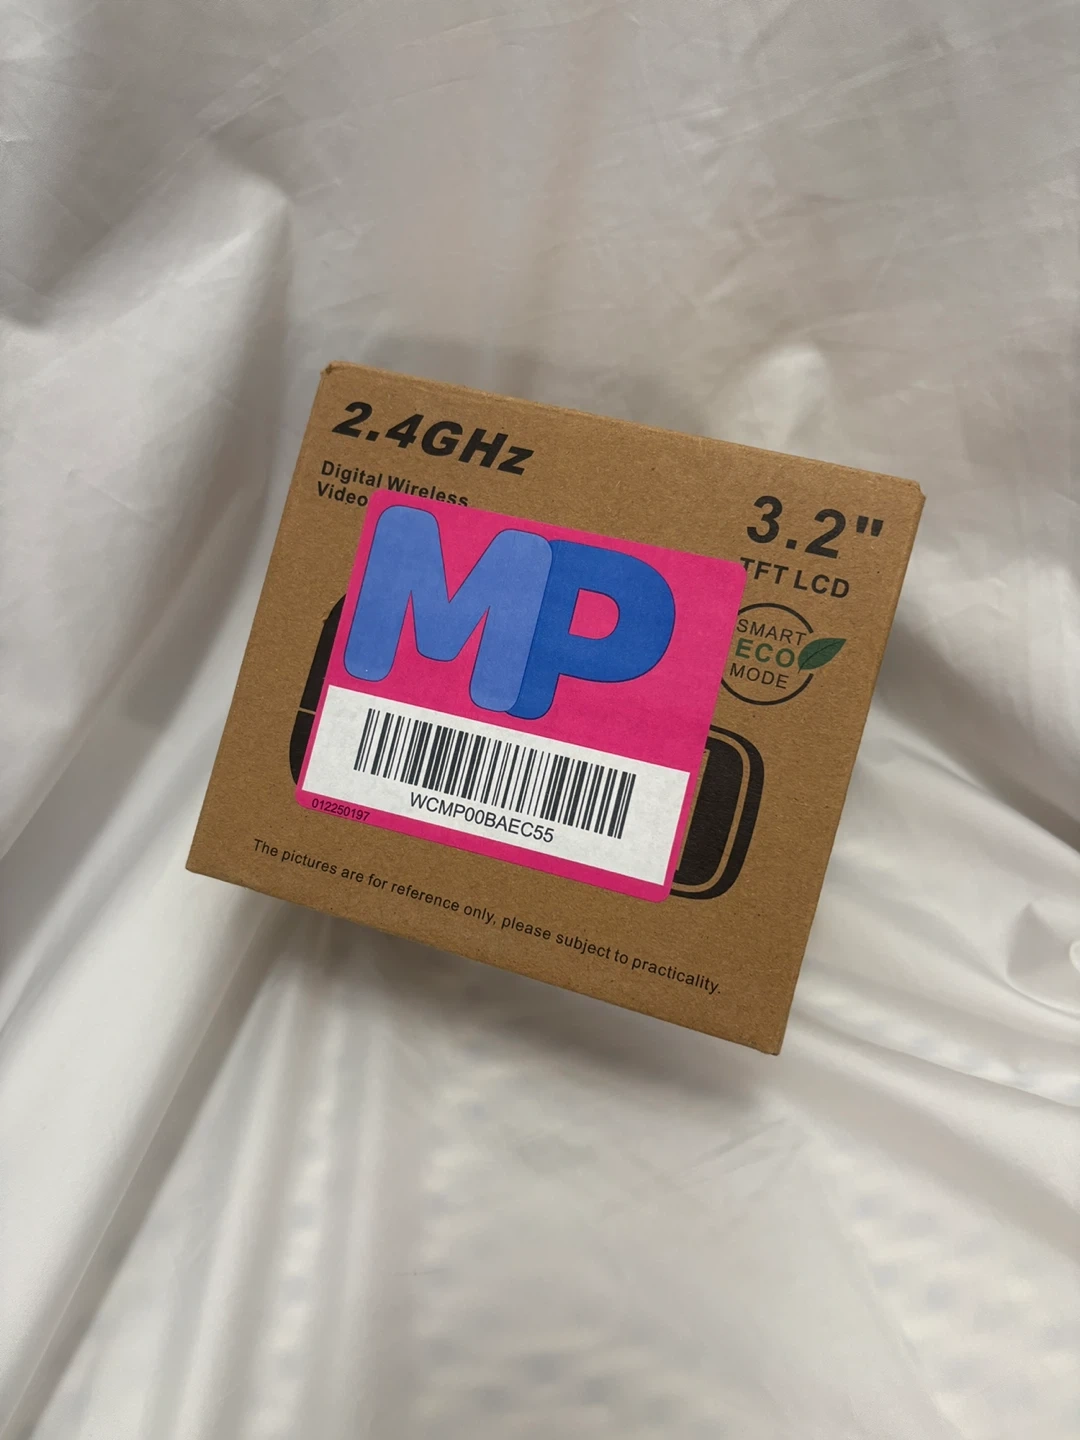 2.4GHz
Digital Wireless
Video
3.2"
TFT LCD
SMART
ECO
MODE
MP
WCMP00BAEC55
012250197
The pictures are for reference only, please subject to practicality.